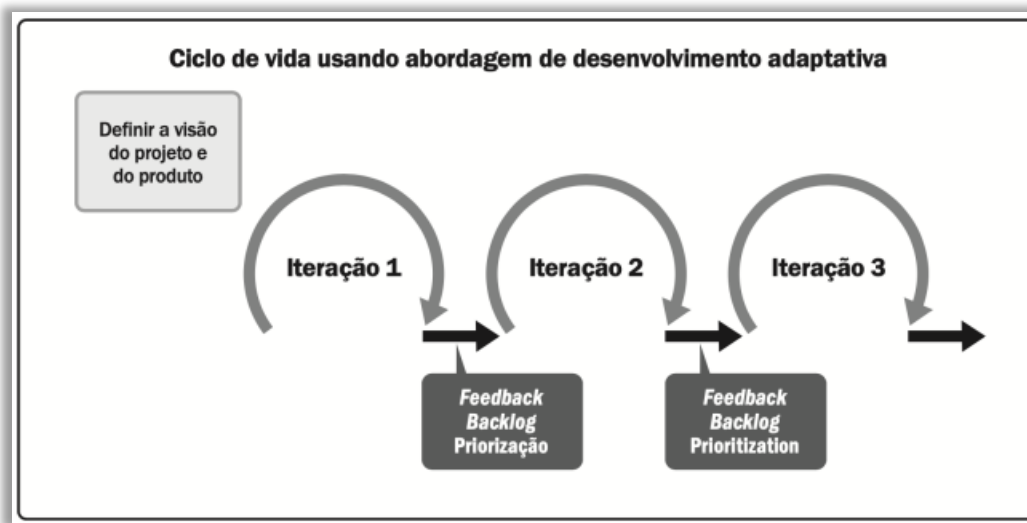 Ciclo de vida usando abordagem de desenvolvimento adaptativa
Definir a visão
do projeto e
do produto
Iteração 1
Iteração 2
Iteração 3
Feedback
Backlog
Priorização
Feedback
Backlog
Prioritization